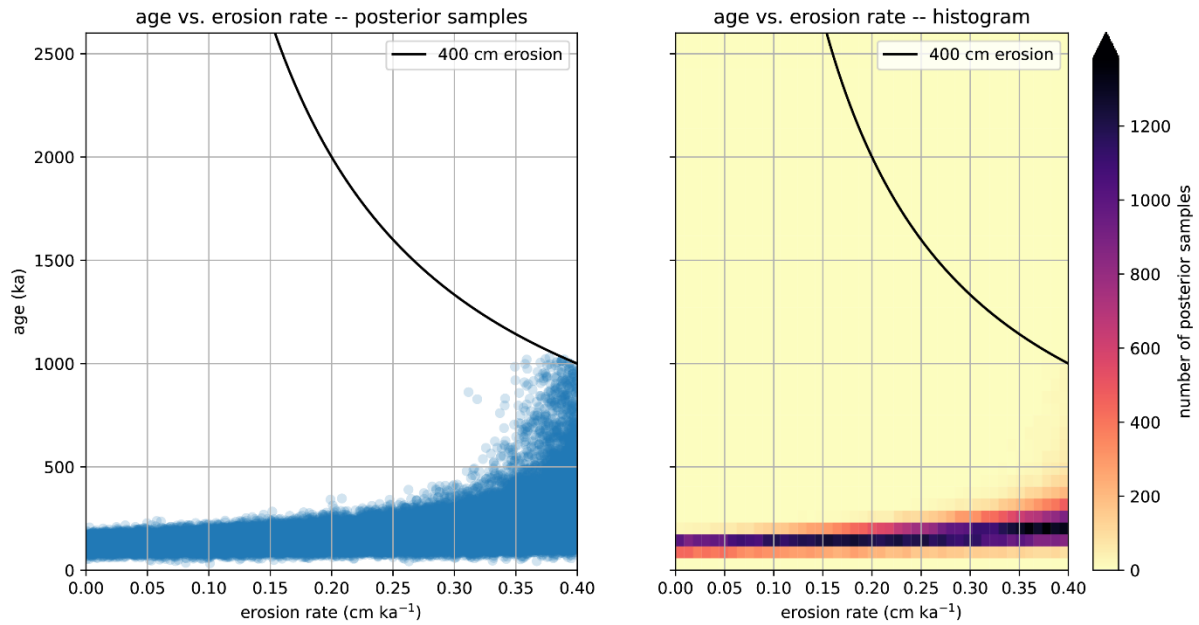 age vs. erosion rate -- posterior samples
400 cm erosion
2500
2000
1500
1000
500
0
age (ka)
0.00 0.05 0.10 0.15 0.20 0.25 0.30 0.35 0.40
erosion rate (cm ka⁻¹)
age vs. erosion rate -- histogram
400 cm erosion
0.00 0.05 0.10 0.15 0.20 0.25 0.30 0.35 0.40
erosion rate (cm ka⁻¹)
1200
1000
800
600
400
200
0
number of posterior samples